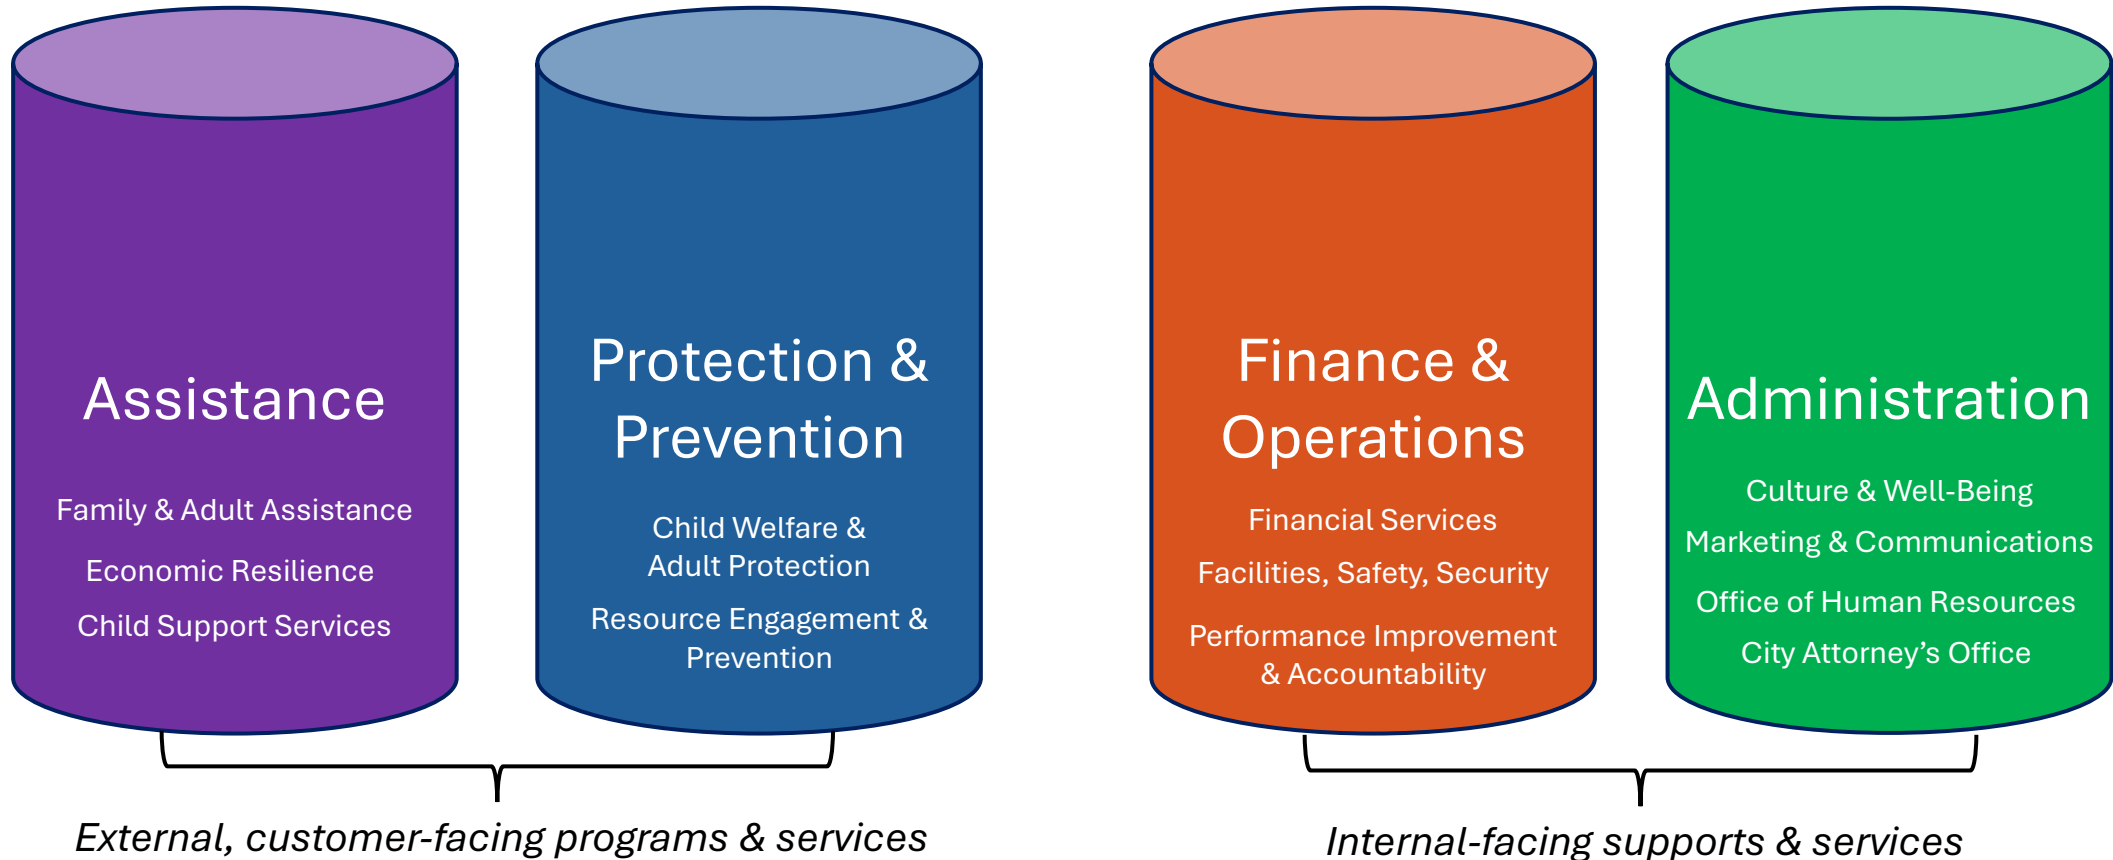 Assistance
Family & Adult Assistance
Economic Resilience
Child Support Services
Protection &
Prevention
Child Welfare &
Adult Protection
Resource Engagement &
Prevention
External, customer-facing programs & services
Finance &
Operations
Financial Services
Facilities, Safety, Security
Performance Improvement
& Accountability
Administration
Culture & Well-Being
Marketing & Communications
Office of Human Resources
City Attorney’s Office
Internal-facing supports & services